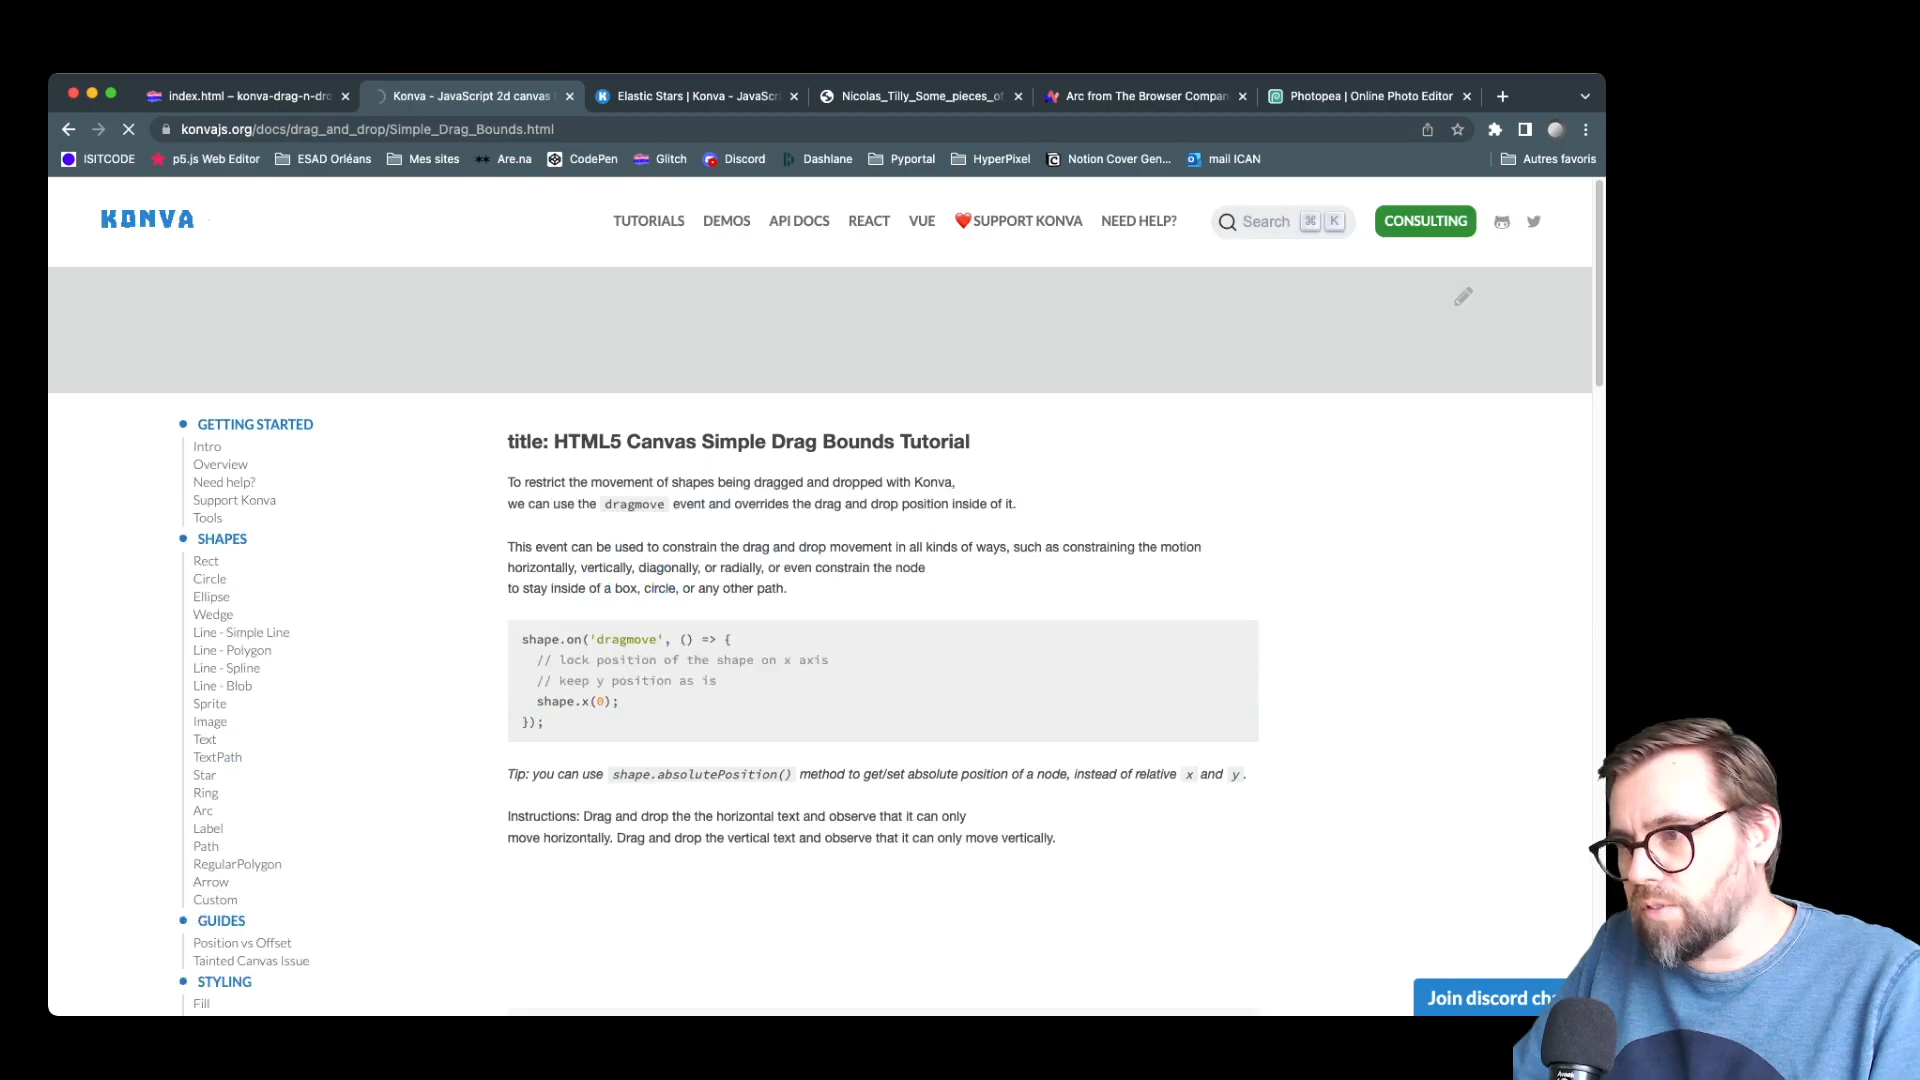 index.html – konva-drag-n-dro
Konva - JavaScript 2d canvas
Elastic Stars | Konva - JavaScri
Nicolas_Tilly_Some_pieces_of
Arc from The Browser Compan
Photopea | Online Photo Editor
konvajs.org/docs/drag_and_drop/Simple_Drag_Bounds.html
ISITCODE
p5.js Web Editor
ESAD Orléans
Mes sites
Are.na
CodePen
Glitch
Discord
Dashlane
Pyportal
HyperPixel
Notion Cover Gen...
mail ICAN
Autres favoris
KONVA
TUTORIALS
DEMOS
API DOCS
REACT
VUE
SUPPORT KONVA
NEED HELP?
Search ⌘ K
CONSULTING
GETTING STARTED
Intro
Overview
Need help?
Support Konva
Tools
SHAPES
Rect
Circle
Ellipse
Wedge
Line - Simple Line
Line - Polygon
Line - Spline
Line - Blob
Sprite
Image
Text
TextPath
Star
Ring
Arc
Label
Path
RegularPolygon
Arrow
Custom
GUIDES
Position vs Offset
Tainted Canvas Issue
STYLING
Fill
title: HTML5 Canvas Simple Drag Bounds Tutorial
To restrict the movement of shapes being dragged and dropped with Konva,
we can use the dragmove event and overrides the drag and drop position inside of it.
This event can be used to constrain the drag and drop movement in all kinds of ways, such as constraining the motion
horizontally, vertically, diagonally, or radially, or even constrain the node
to stay inside of a box, circle, or any other path.
shape.on('dragmove', () => {
// lock position of the shape on x axis
// keep y position as is
shape.x(0);
});
Tip: you can use shape.absolutePosition() method to get/set absolute position of a node, instead of relative x and y.
Instructions: Drag and drop the the horizontal text and observe that it can only
move horizontally. Drag and drop the vertical text and observe that it can only move vertically.
Join discord cha